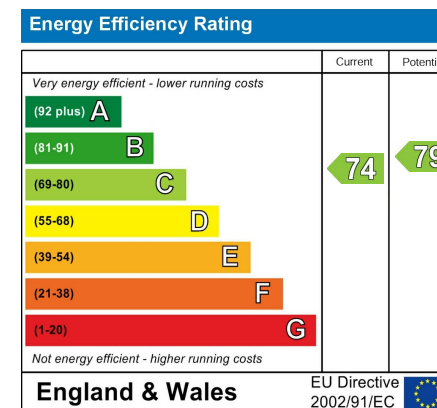 Energy Efficiency Rating
Current Potenti
Very energy efficient - lower running costs
(92 plus) A
(81-91) B
(69-80) C
(55-68) D
(39-54) E
(21-38) F
(1-20) G
74
79
Not energy efficient - higher running costs
England & Wales
EU Directive
2002/91/EC